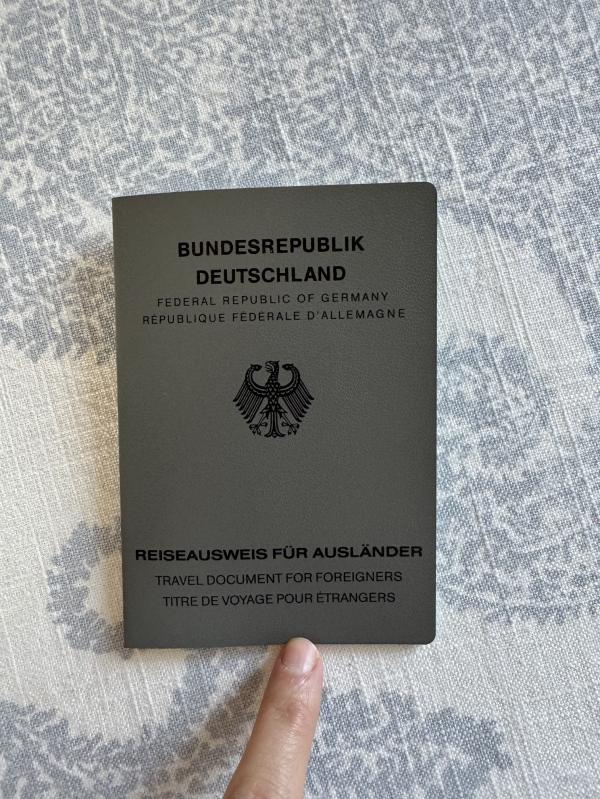 BUNDESREPUBLIK
DEUTSCHLAND
FEDERAL REPUBLIC OF GERMANY
RÉPUBLIQUE FÉDÉRALE D'ALLEMAGNE
REISEAUSWEIS FÜR AUSLÄNDER
TRAVEL DOCUMENT FOR FOREIGNERS
TITRE DE VOYAGE POUR ÉTRANGERS